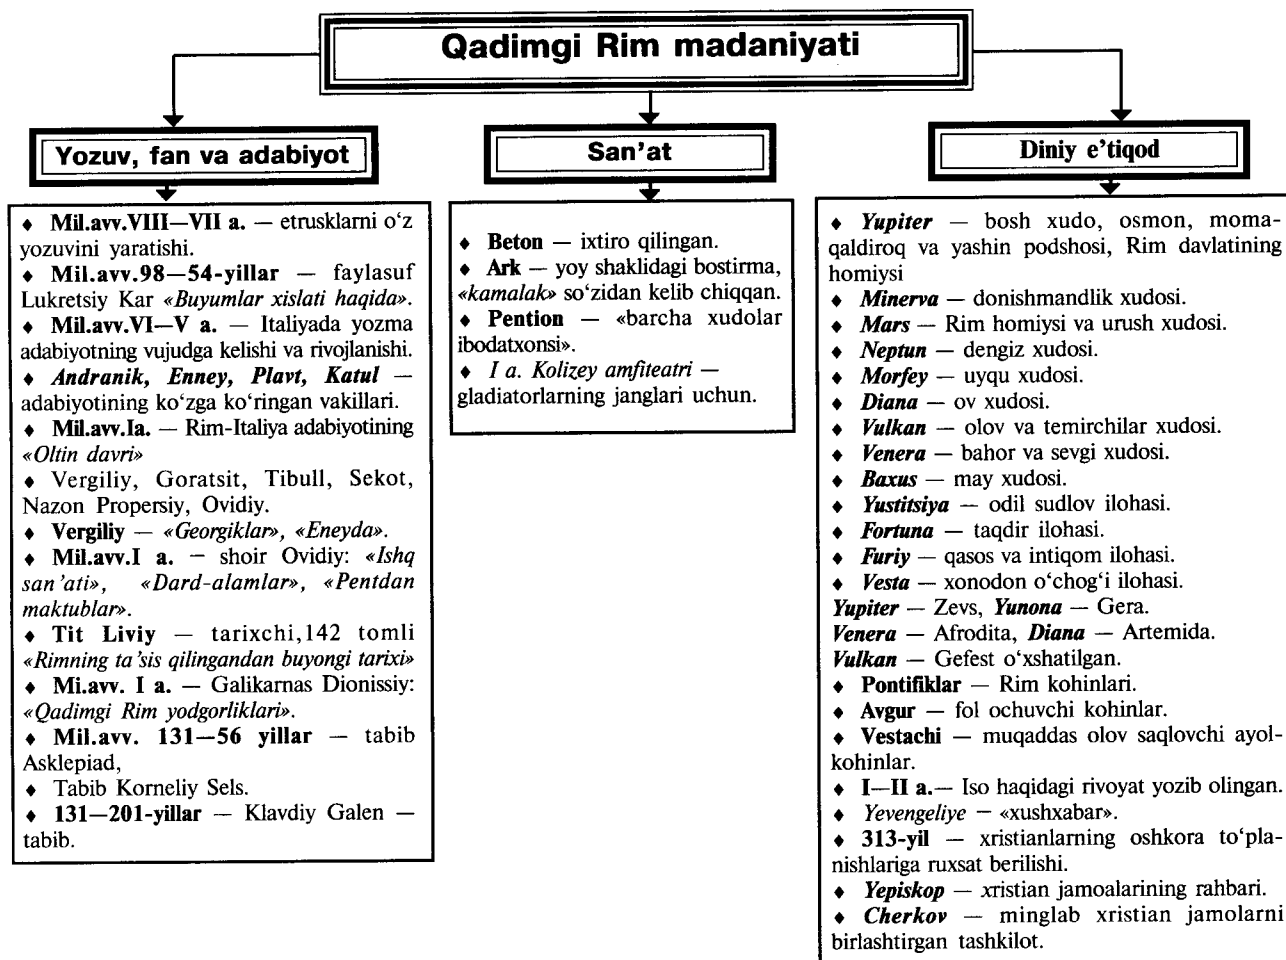 Qadimgi Rim madaniyati
Yozuv, fan va adabiyot
♦ Mil.avv.VIII—VII a. — etrusklarni o‘z
yozuvini yaratishi.
♦ Mil.avv.98—54-yillar — faylasuf
Lukretsiy Kar «Buyumlar xislati haqida».
♦ Mil.avv.VI—V a. — Italiyada yozma
adabiyotning vujudga kelishi va rivojlanishi.
♦ Andranik, Enney, Plavt, Katul —
adabiyotining ko‘zga ko‘ringan vakillari.
♦ Mil.avv.Ia. — Rim-Italiya adabiyotining
«Oltin davri»
♦ Vergiliy, Goratsit, Tibull, Sekot,
Nazon Propersiy, Ovidiy.
♦ Vergiliy — «Georgiklar», «Eneyda».
♦ Mil.avv.I a. — shoir Ovidiy: «Ishq
san’ati», «Dard-alamlar», «Pentdan
maktublar».
♦ Tit Liviy — tarixchi,142 tomli
«Rimning ta’sis qilingandan buyongi tarixi»
♦ Mi.avv. I a. — Galikarnas Dionissiy:
«Qadimgi Rim yodgorliklari».
♦ Mil.avv. 131—56 yillar — tabib
Asklepiad,
♦ Tabib Korneliy Sels.
♦ 131—201-yillar — Klavdiy Galen —
tabib.
San’at
♦ Beton — ixtiro qilingan.
♦ Ark — yoy shaklidagi bostirma,
«kamalak» so‘zidan kelib chiqqan.
♦ Pention — «barcha xudolar
ibodatxonsi».
♦ I a. Kolizey amfiteatri —
gladiatorlarning janglari uchun.
Diniy e’tiqod
♦ Yupiter — bosh xudo, osmon, moma-
qaldiroq va yashin podshosi, Rim davlatining
homiysi
♦ Minerva — donishmandlik xudosi.
♦ Mars — Rim homiysi va urush xudosi.
♦ Neptun — dengiz xudosi.
♦ Morfey — uyqu xudosi.
♦ Diana — ov xudosi.
♦ Vulkan — olov va temirchilar xudosi.
♦ Venera — bahor va sevgi xudosi.
♦ Baxus — may xudosi.
♦ Yustitsiya — odil sudlov ilohasi.
♦ Fortuna — taqdir ilohasi.
♦ Furiy — qasos va intiqom ilohasi.
♦ Vesta — xonodon o‘chog‘i ilohasi.
Yupiter — Zevs, Yunona — Gera.
Venera — Afrodita, Diana — Artemida.
Vulkan — Gefest o‘xshatilgan.
♦ Pontifiklar — Rim kohinlari.
♦ Avgur — fol ochuvchi kohinlar.
♦ Vestachi — muqaddas olov saqlovchi ayol-
kohinlar.
♦ I—II a.— Iso haqidagi rivoyat yozib olingan.
♦ Yevengeliye — «xushxabar».
♦ 313-yil — xristianlarning oshkora to‘pla-
nishlariga ruxsat berilishi.
♦ Yepiskop — xristian jamoalarining rahbari.
♦ Cherkov — minglab xristian jamolarni
birlashtirgan tashkilot.